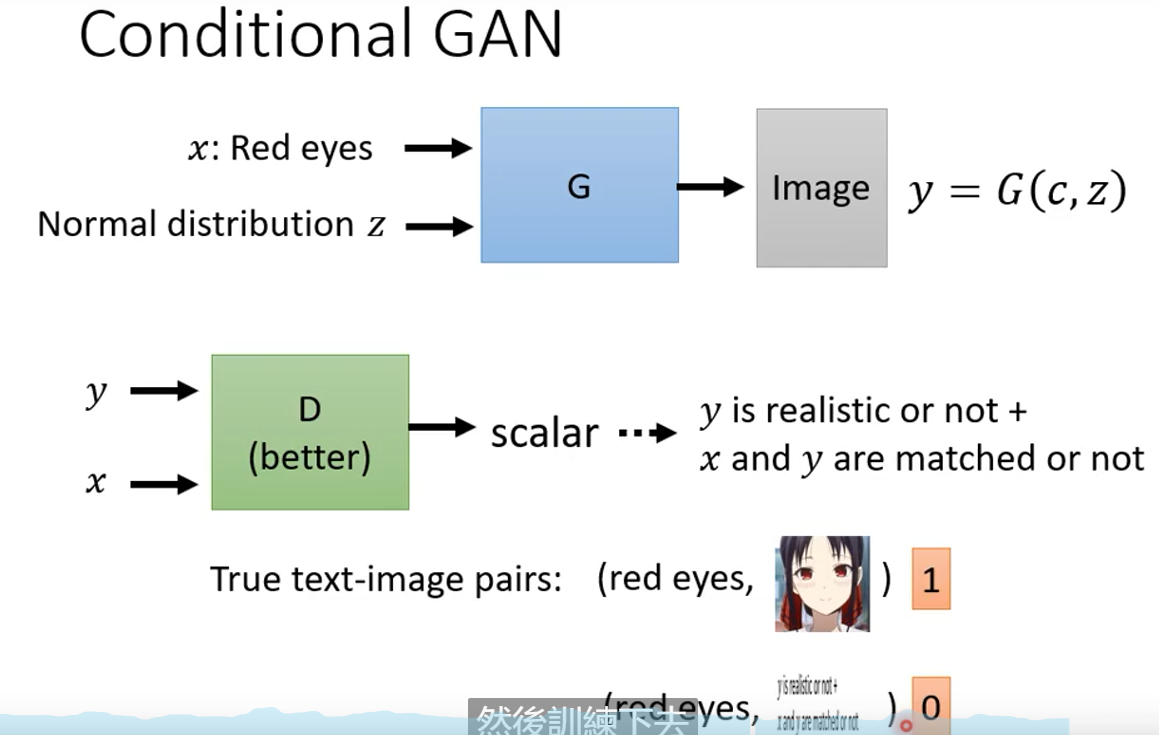 Conditional GAN
x: Red eyes
Normal distribution z
G
Image
y = G(c, z)
y
x
D
(better)
scalar
y is realistic or not +
x and y are matched or not
True text-image pairs:
(red eyes, ) 1
(red eyes, y is realistic or not +
x and y are matched or not ) 0
然後訓練下去